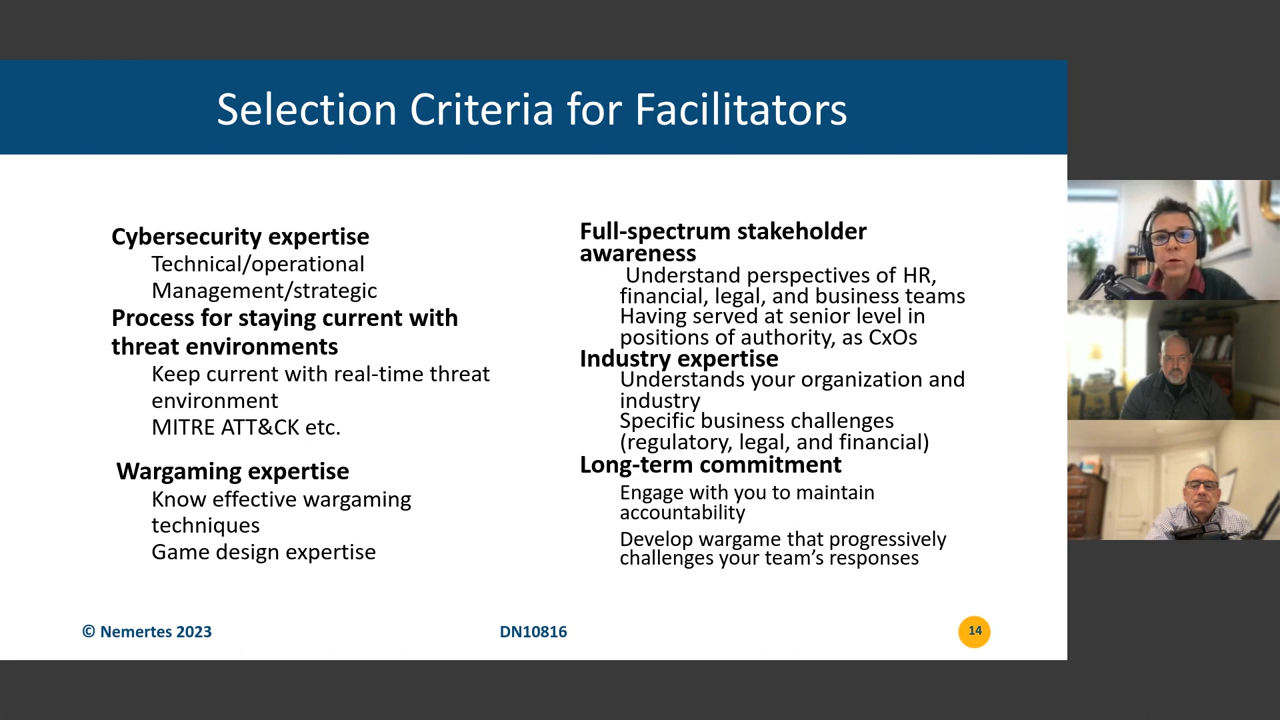 Selection Criteria for Facilitators
Cybersecurity expertise
Technical/operational
Management/strategic
Process for staying current with
threat environments
Keep current with real-time threat
environment
MITRE ATT&CK etc.
Wargaming expertise
Know effective wargaming
techniques
Game design expertise
Full-spectrum stakeholder
awareness
Understand perspectives of HR,
financial, legal, and business teams
Having served at senior level in
positions of authority, as CxOs
Industry expertise
Understands your organization and
industry
Specific business challenges
(regulatory, legal, and financial)
Long-term commitment
Engage with you to maintain
accountability
Develop wargame that progressively
challenges your team’s responses
© Nemertes 2023
DN10816
14